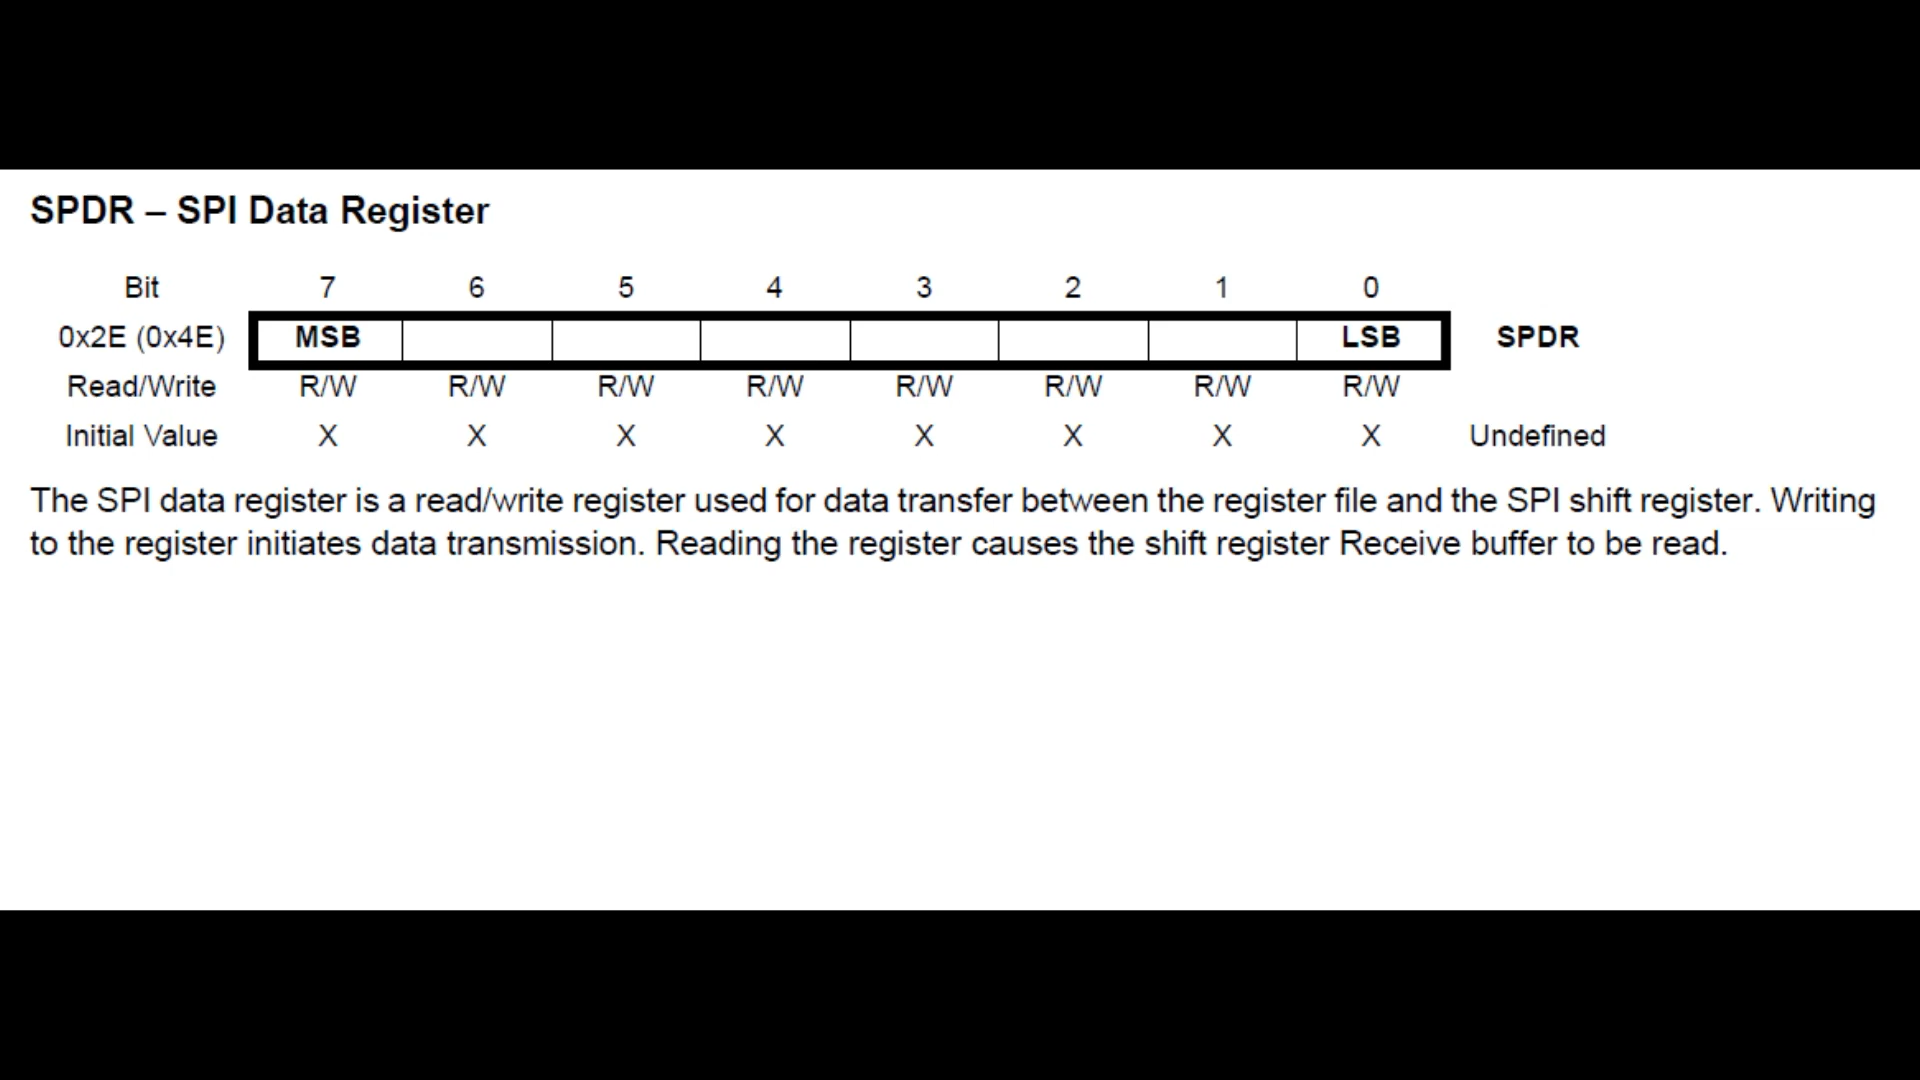 SPDR – SPI Data Register
Bit 7 6 5 4 3 2 1 0
0x2E (0x4E) MSB LSB SPDR
Read/Write R/W R/W R/W R/W R/W R/W R/W R/W
Initial Value X X X X X X X X Undefined
The SPI data register is a read/write register used for data transfer between the register file and the SPI shift register. Writing
to the register initiates data transmission. Reading the register causes the shift register Receive buffer to be read.